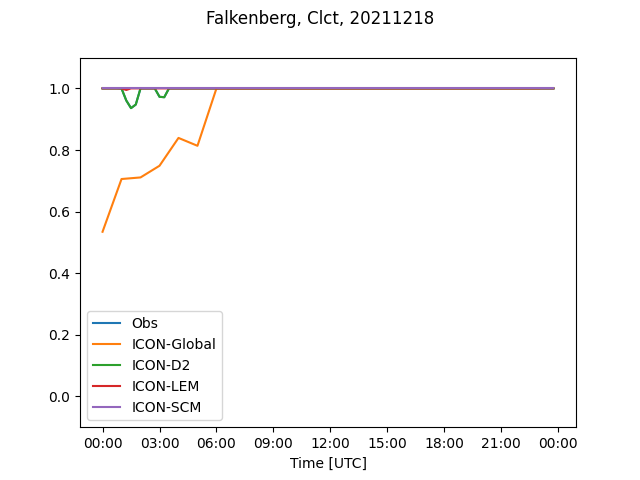 Falkenberg, Clct, 20211218
1.0
0.8
0.6
0.4
0.2
0.0
Obs
ICON-Global
ICON-D2
ICON-LEM
ICON-SCM
00:00 03:00 06:00 09:00 12:00 15:00 18:00 21:00 00:00
Time [UTC]